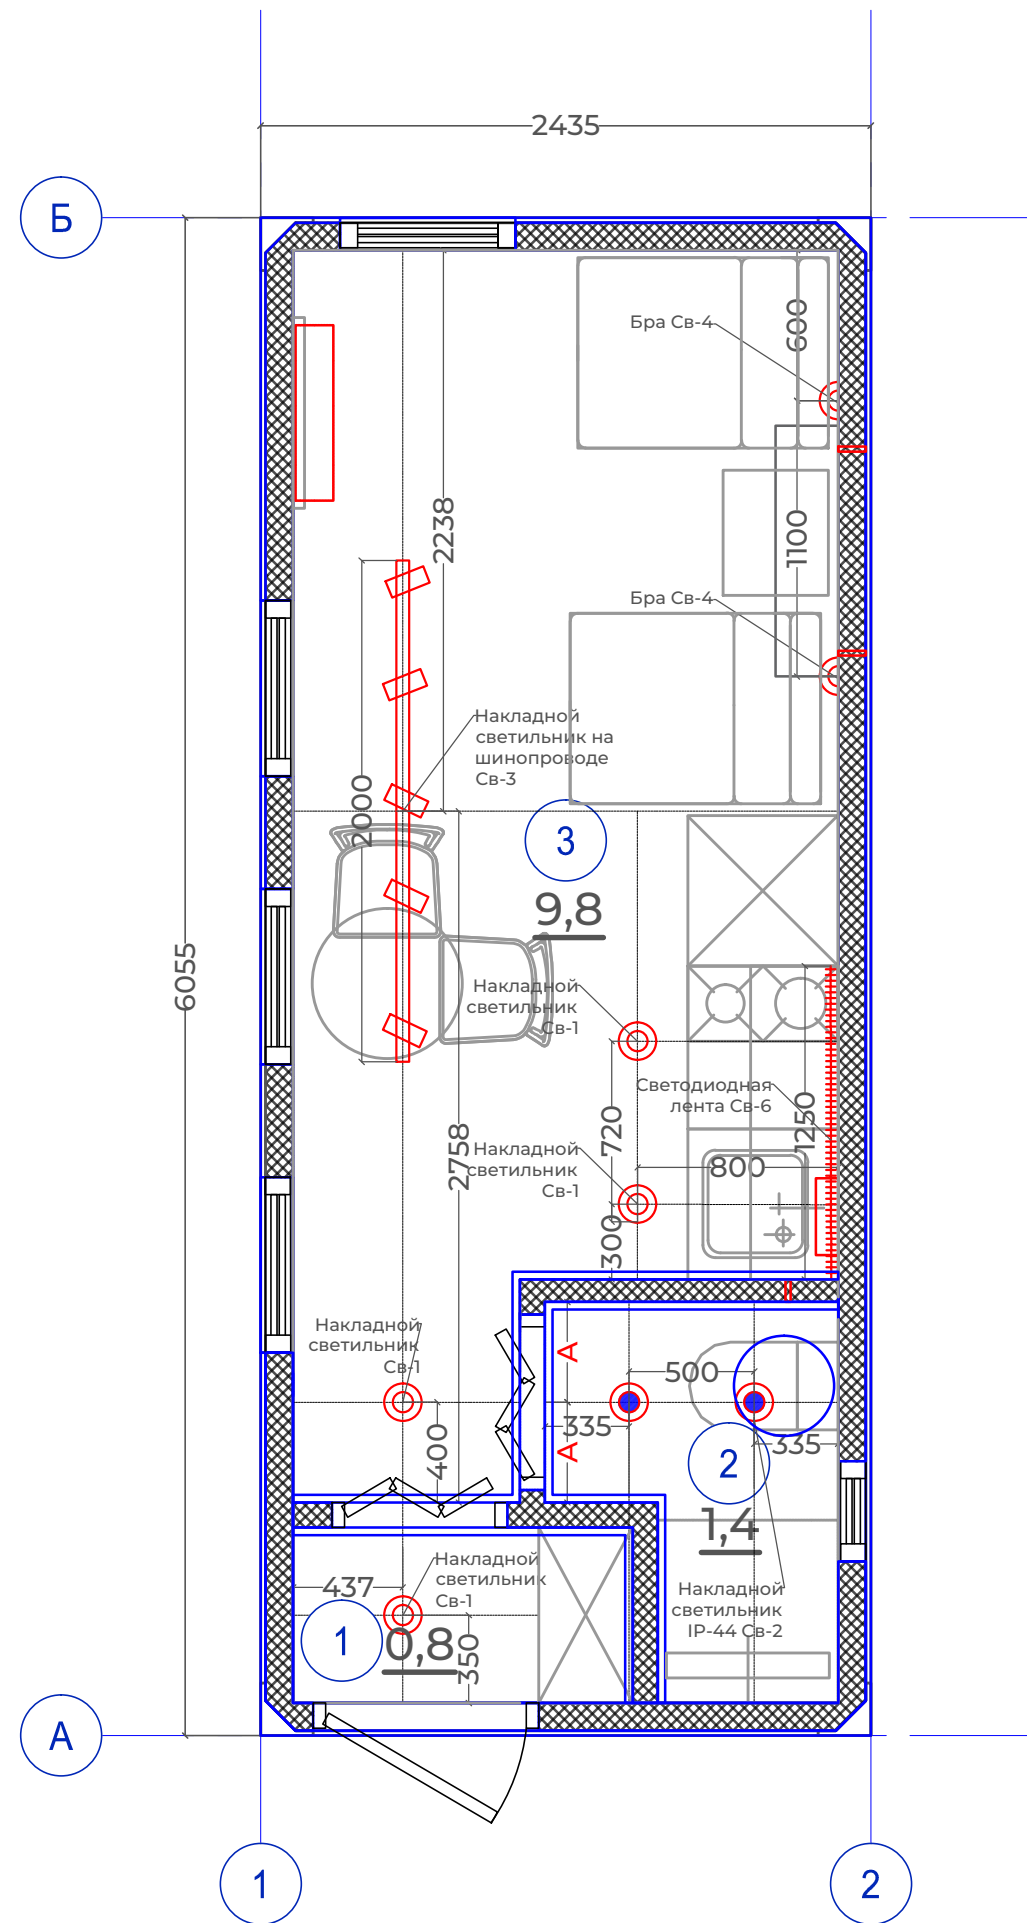 2435
Б
600
Бра Св-4
2238
1100
Бра Св-4
Накладной
светильник на
шинопроводе
Св-3
2000
3
9,8
6055
Накладной
светильник
Св-1
Светодиодная
лента Св-6
720
1250
2758
Накладной
светильник
Св-1
800
300
Накладной
светильник
Св-1
А
500
400
335
А
335
2
1,4
Накладной
светильник
Св-1
437
Накладной
светильник
IP-44 Св-2
1
0,8
350
А
1
2